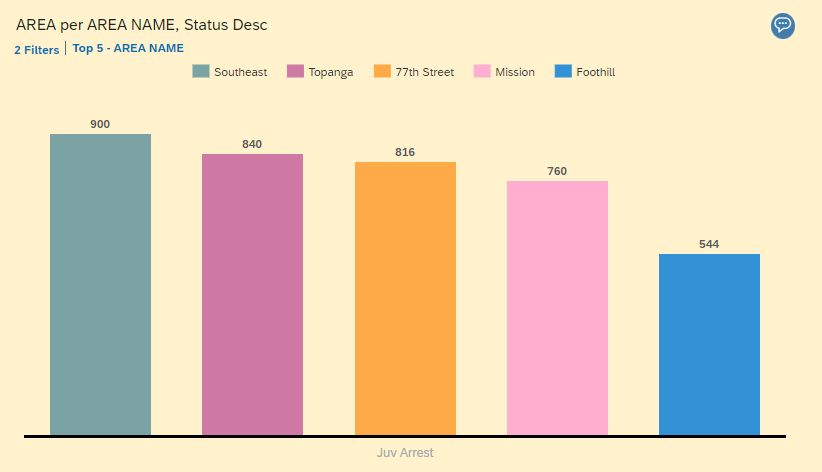 AREA per AREA NAME, Status Desc
2 Filters | Top 5 - AREA NAME
Southeast Topanga 77th Street Mission Foothill
900
840
816
760
544
Juv Arrest